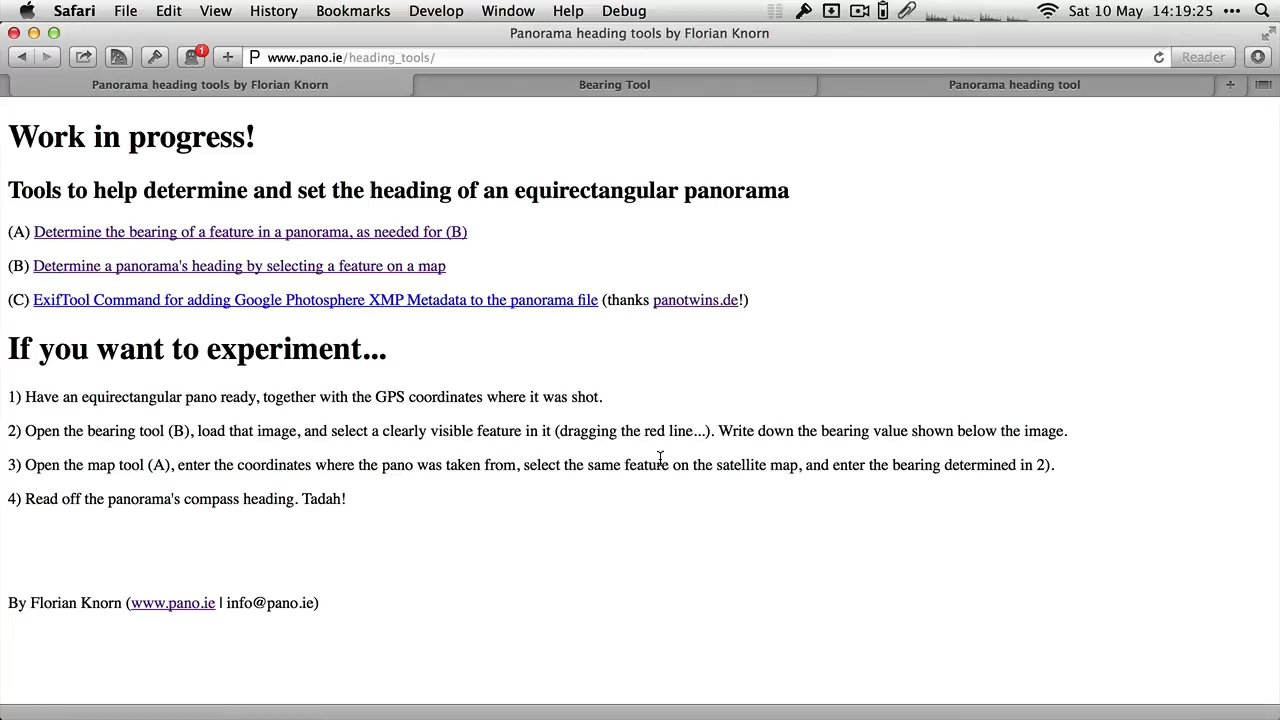 Safari File Edit View History Bookmarks Develop Window Help Debug Sat 10 May 14:19:23
Panorama heading tools by Florian Knorn
1 www.pano.ie/heading_tools/ Reader
Panorama heading tools by Florian Knorn Bearing Tool Panorama heading tool
Work in progress!
Tools to help determine and set the heading of an equirectangular panorama
(A) Determine the bearing of a feature in a panorama, as needed for (B)
(B) Determine a panorama's heading by selecting a feature on a map
(C) ExifTool Command for adding Google Photosphere XMP Metadata to the panorama file (thanks panotwins.de!)
If you want to experiment...
1) Have an equirectangular pano ready, together with the GPS coordinates where it was shot.
2) Open the bearing tool (B), load that image, and select a clearly visible feature in it (dragging the red line...). Write down the bearing value shown below the image.
3) Open the map tool (A), enter the coordinates where the pano was taken from, select the same feature on the satellite map, and enter the bearing determined in 2).
4) Read off the panorama's compass heading. Tadah!
By Florian Knorn (www.pano.ie | info@pano.ie)